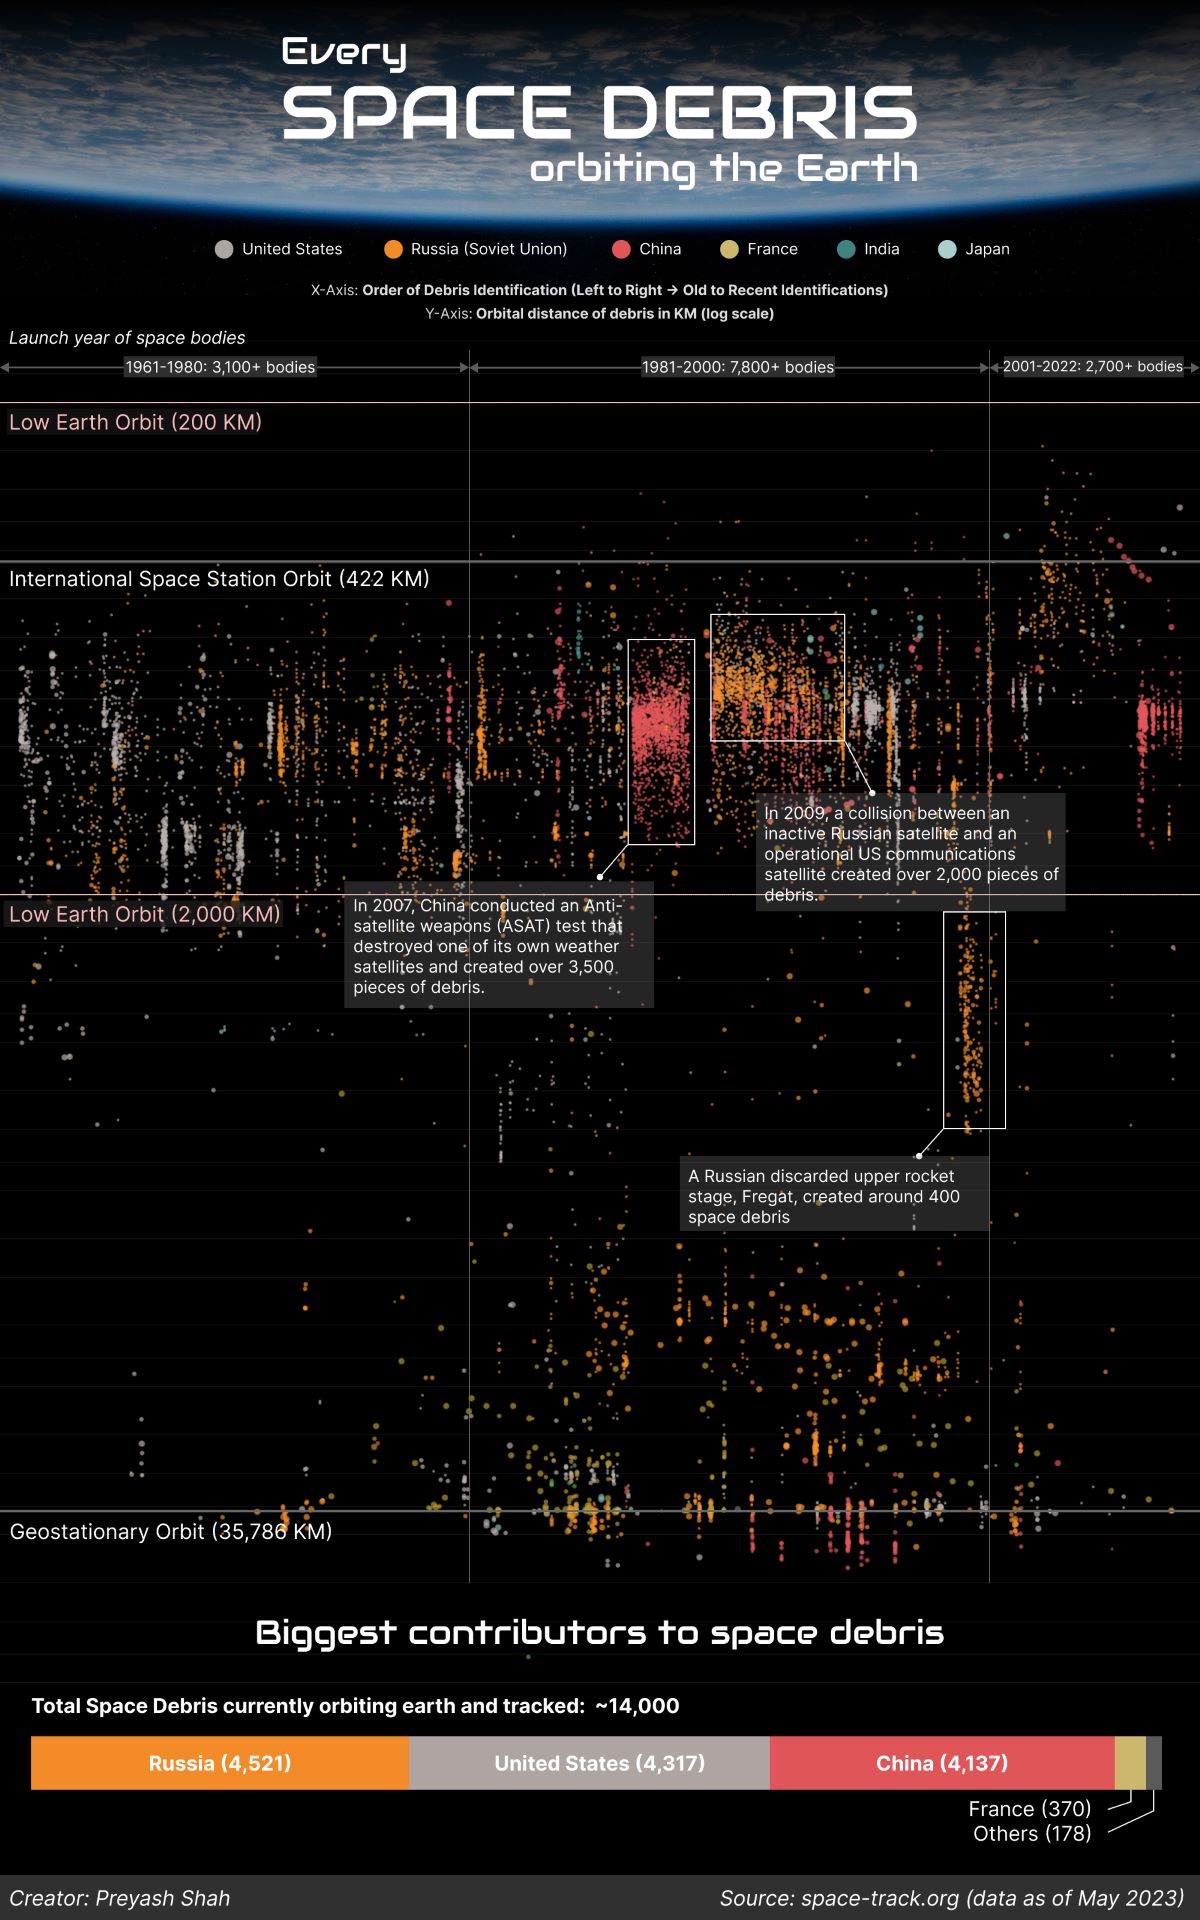 Every
SPACE DEBRIS
orbiting the Earth
United States
Russia (Soviet Union)
China
France
India
Japan
X-Axis: Order of Debris Identification (Left to Right → Old to Recent Identifications)
Y-Axis: Orbital distance of debris in KM (log scale)
Launch year of space bodies
1961-1980: 3,100+ bodies
1981-2000: 7,800+ bodies
2001-2022: 2,700+ bodies
Low Earth Orbit (200 KM)
International Space Station Orbit (422 KM)
In 2009, a collision between an
inactive Russian satellite and an
operational US communications
satellite created over 2,000 pieces of
debris.
Low Earth Orbit (2,000 KM)
In 2007, China conducted an Anti-
satellite weapons (ASAT) test that
destroyed one of its own weather
satellites and created over 3,500
pieces of debris.
A Russian discarded upper rocket
stage, Fregat, created around 400
space debris
Geostationary Orbit (35,786 KM)
Biggest contributors to space debris
Total Space Debris currently orbiting earth and tracked: ~14,000
Russia (4,521)
United States (4,317)
China (4,137)
France (370)
Others (178)
Creator: Preyash Shah
Source: space-track.org (data as of May 2023)